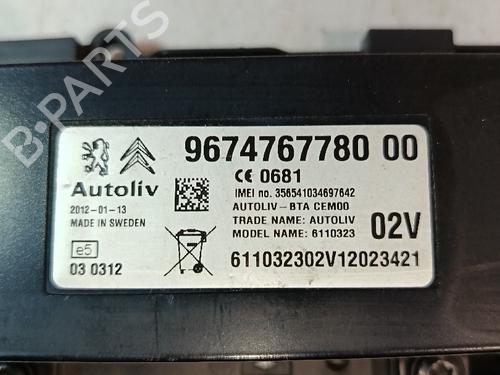 B-PARTS
9674767780 00
CE 0681
Autoliv
IMEI no. 356541034697642
2012-01-13
AUTOLIV-BTA CEM00
MADE IN SWEDEN
TRADE NAME: AUTOLIV
MODEL NAME: 6110323
02V
e5
03 0312
611032302V12023421